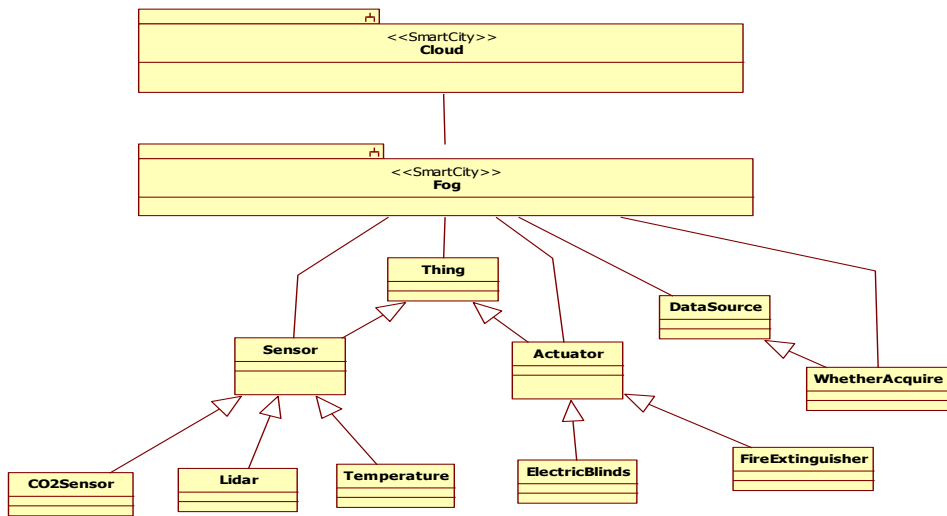 <<SmartCity>>
Cloud
<<SmartCity>>
Fog
Thing
DataSource
Sensor
Actuator
WhetherAcquire
CO2Sensor
Lidar
Temperature
ElectricBlinds
FireExtinguisher